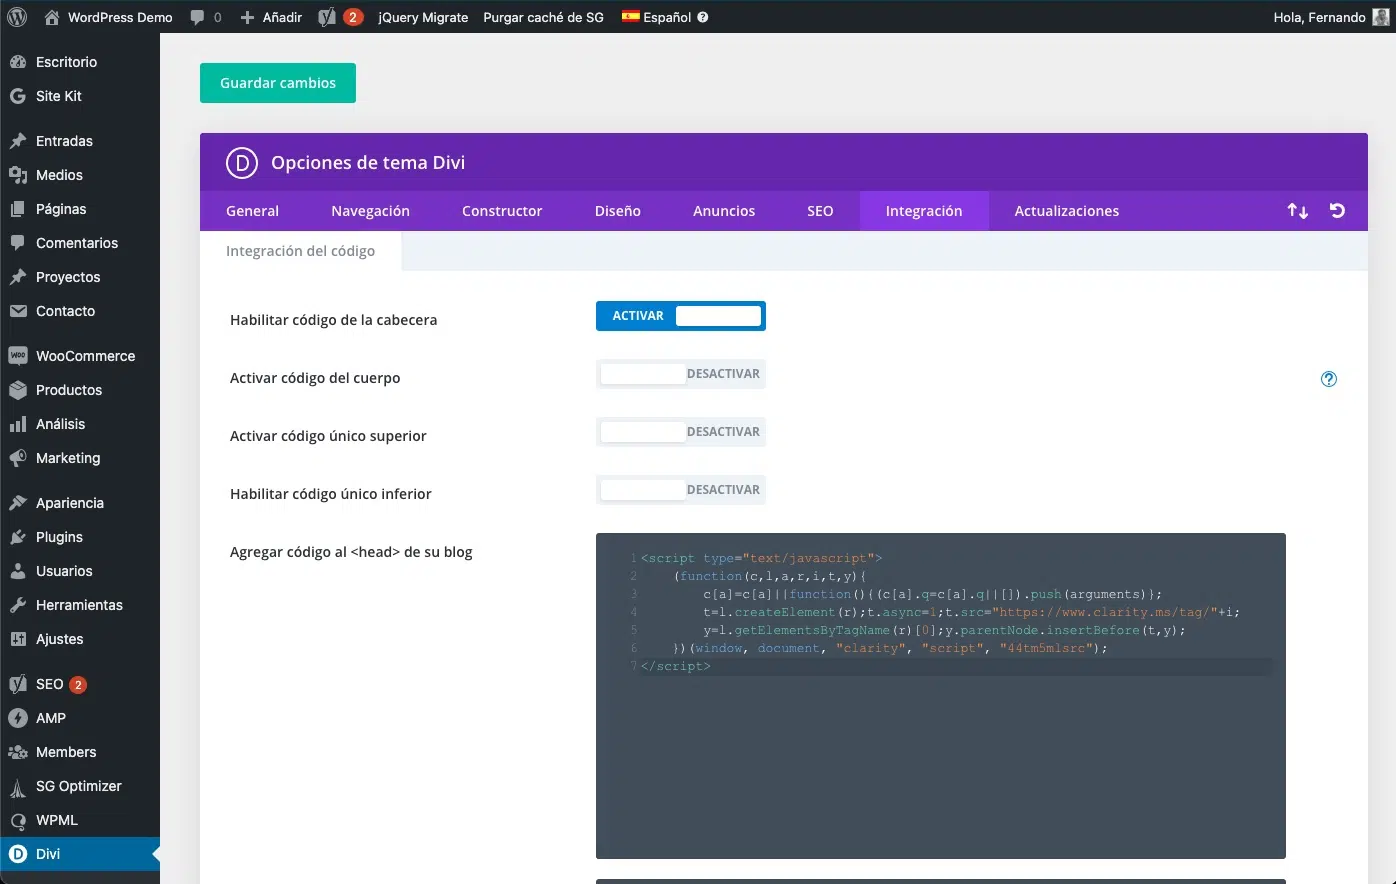 WordPress Demo 0 Añadir 2 jQuery Migrate Purgar caché de SG Español Hola, Fernando
Escritorio
Site Kit
Entradas
Medios
Páginas
Comentarios
Proyectos
Contacto
WooCommerce
Productos
Análisis
Marketing
Apariencia
Plugins
Usuarios
Herramientas
Ajustes
SEO 2
AMP
Members
SG Optimizer
WPML
Divi
Guardar cambios
Opciones de tema Divi
General Navegación Constructor Diseño Anuncios SEO Integración Actualizaciones
Integración del código
Habilitar código de la cabecera ACTIVAR
Activar código del cuerpo DESACTIVAR
Activar código único superior DESACTIVAR
Habilitar código único inferior DESACTIVAR
Agregar código al <head> de su blog
1 <script type="text/javascript">
2 (function(c,l,a,r,i,t,y){
3 c[a]=c[a]||function(){(c[a].q=c[a].q||[]).push(arguments)};
4 t=l.createElement(r);t.async=1;t.src="https://www.clarity.ms/tag/"+i;
5 y=l.getElementsByTagName(r)[0];y.parentNode.insertBefore(t,y);
6 })(window, document, "clarity", "script", "44tm5mlsrc");
7 </script>